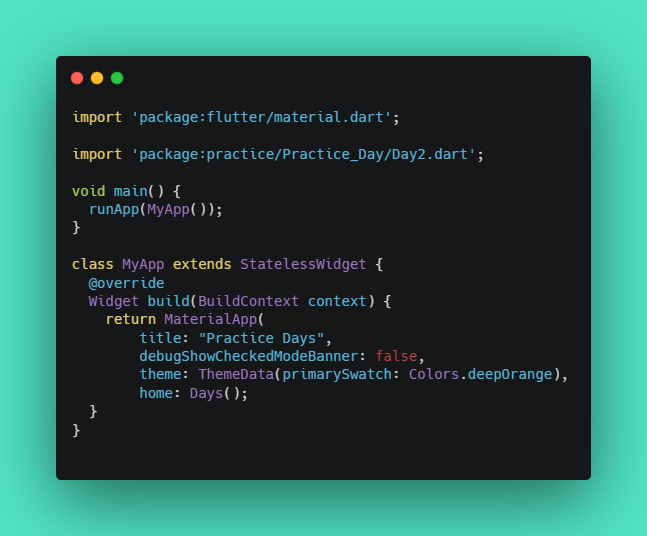 import 'package:flutter/material.dart';
import 'package:practice/Practice_Day/Day2.dart';
void main() {
  runApp(MyApp());
}
class MyApp extends StatelessWidget {
  @override
  Widget build(BuildContext context) {
    return MaterialApp(
        title: "Practice Days",
        debugShowCheckedModeBanner: false,
        theme: ThemeData(primarySwatch: Colors.deepOrange),
        home: Days();
  }
}